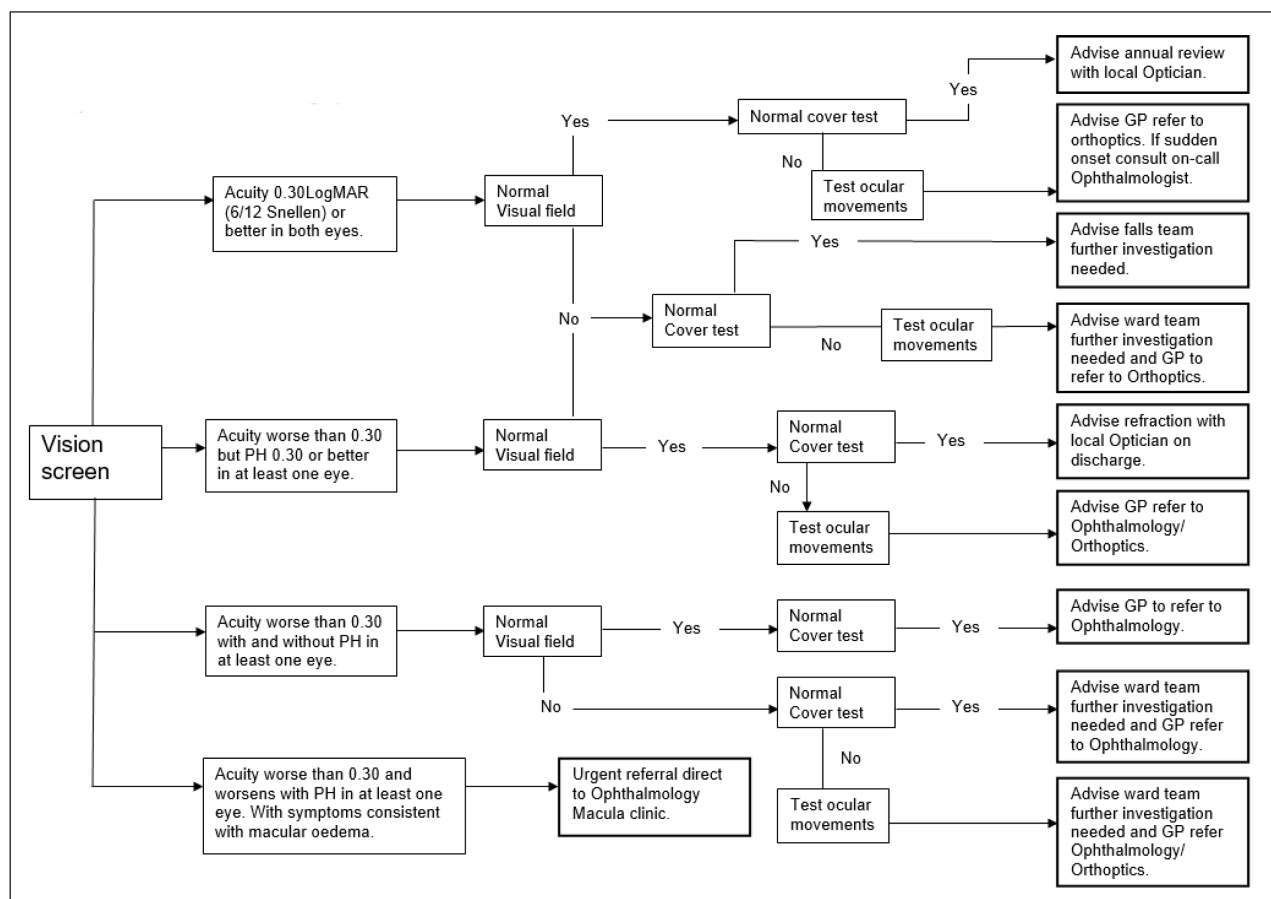 Vision
screen
Acuity 0.30LogMAR
(6/12 Snellen) or
better in both eyes.
Normal
Visual field
Yes
Normal cover test
Yes
Advise annual review
with local Optician.
No
Test ocular
movements
Advise GP refer to
orthoptics. If sudden
onset consult on-call
Ophthalmologist.
No
Normal
Cover test
Yes
Advise falls team
further investigation
needed.
No
Test ocular
movements
Advise ward team
further investigation
needed and GP to
refer to Orthoptics.
Acuity worse than 0.30
but PH 0.30 or better
in at least one eye.
Normal
Visual field
Yes
Normal
Cover test
Yes
Advise refraction with
local Optician on
discharge.
No
Test ocular
movements
Advise GP refer to
Ophthalmology/
Orthoptics.
Acuity worse than 0.30
with and without PH in
at least one eye.
Normal
Visual field
Yes
Normal
Cover test
Yes
Advise GP to refer to
Ophthalmology.
No
Normal
Cover test
Yes
Advise ward team
further investigation
needed and GP refer
to Ophthalmology.
No
Test ocular
movements
Advise ward team
further investigation
needed and GP refer
Ophthalmology/
Orthoptics.
Acuity worse than 0.30 and
worsens with PH in at least one
eye. With symptoms consistent
with macular oedema.
Urgent referral direct
to Ophthalmology
Macula clinic.